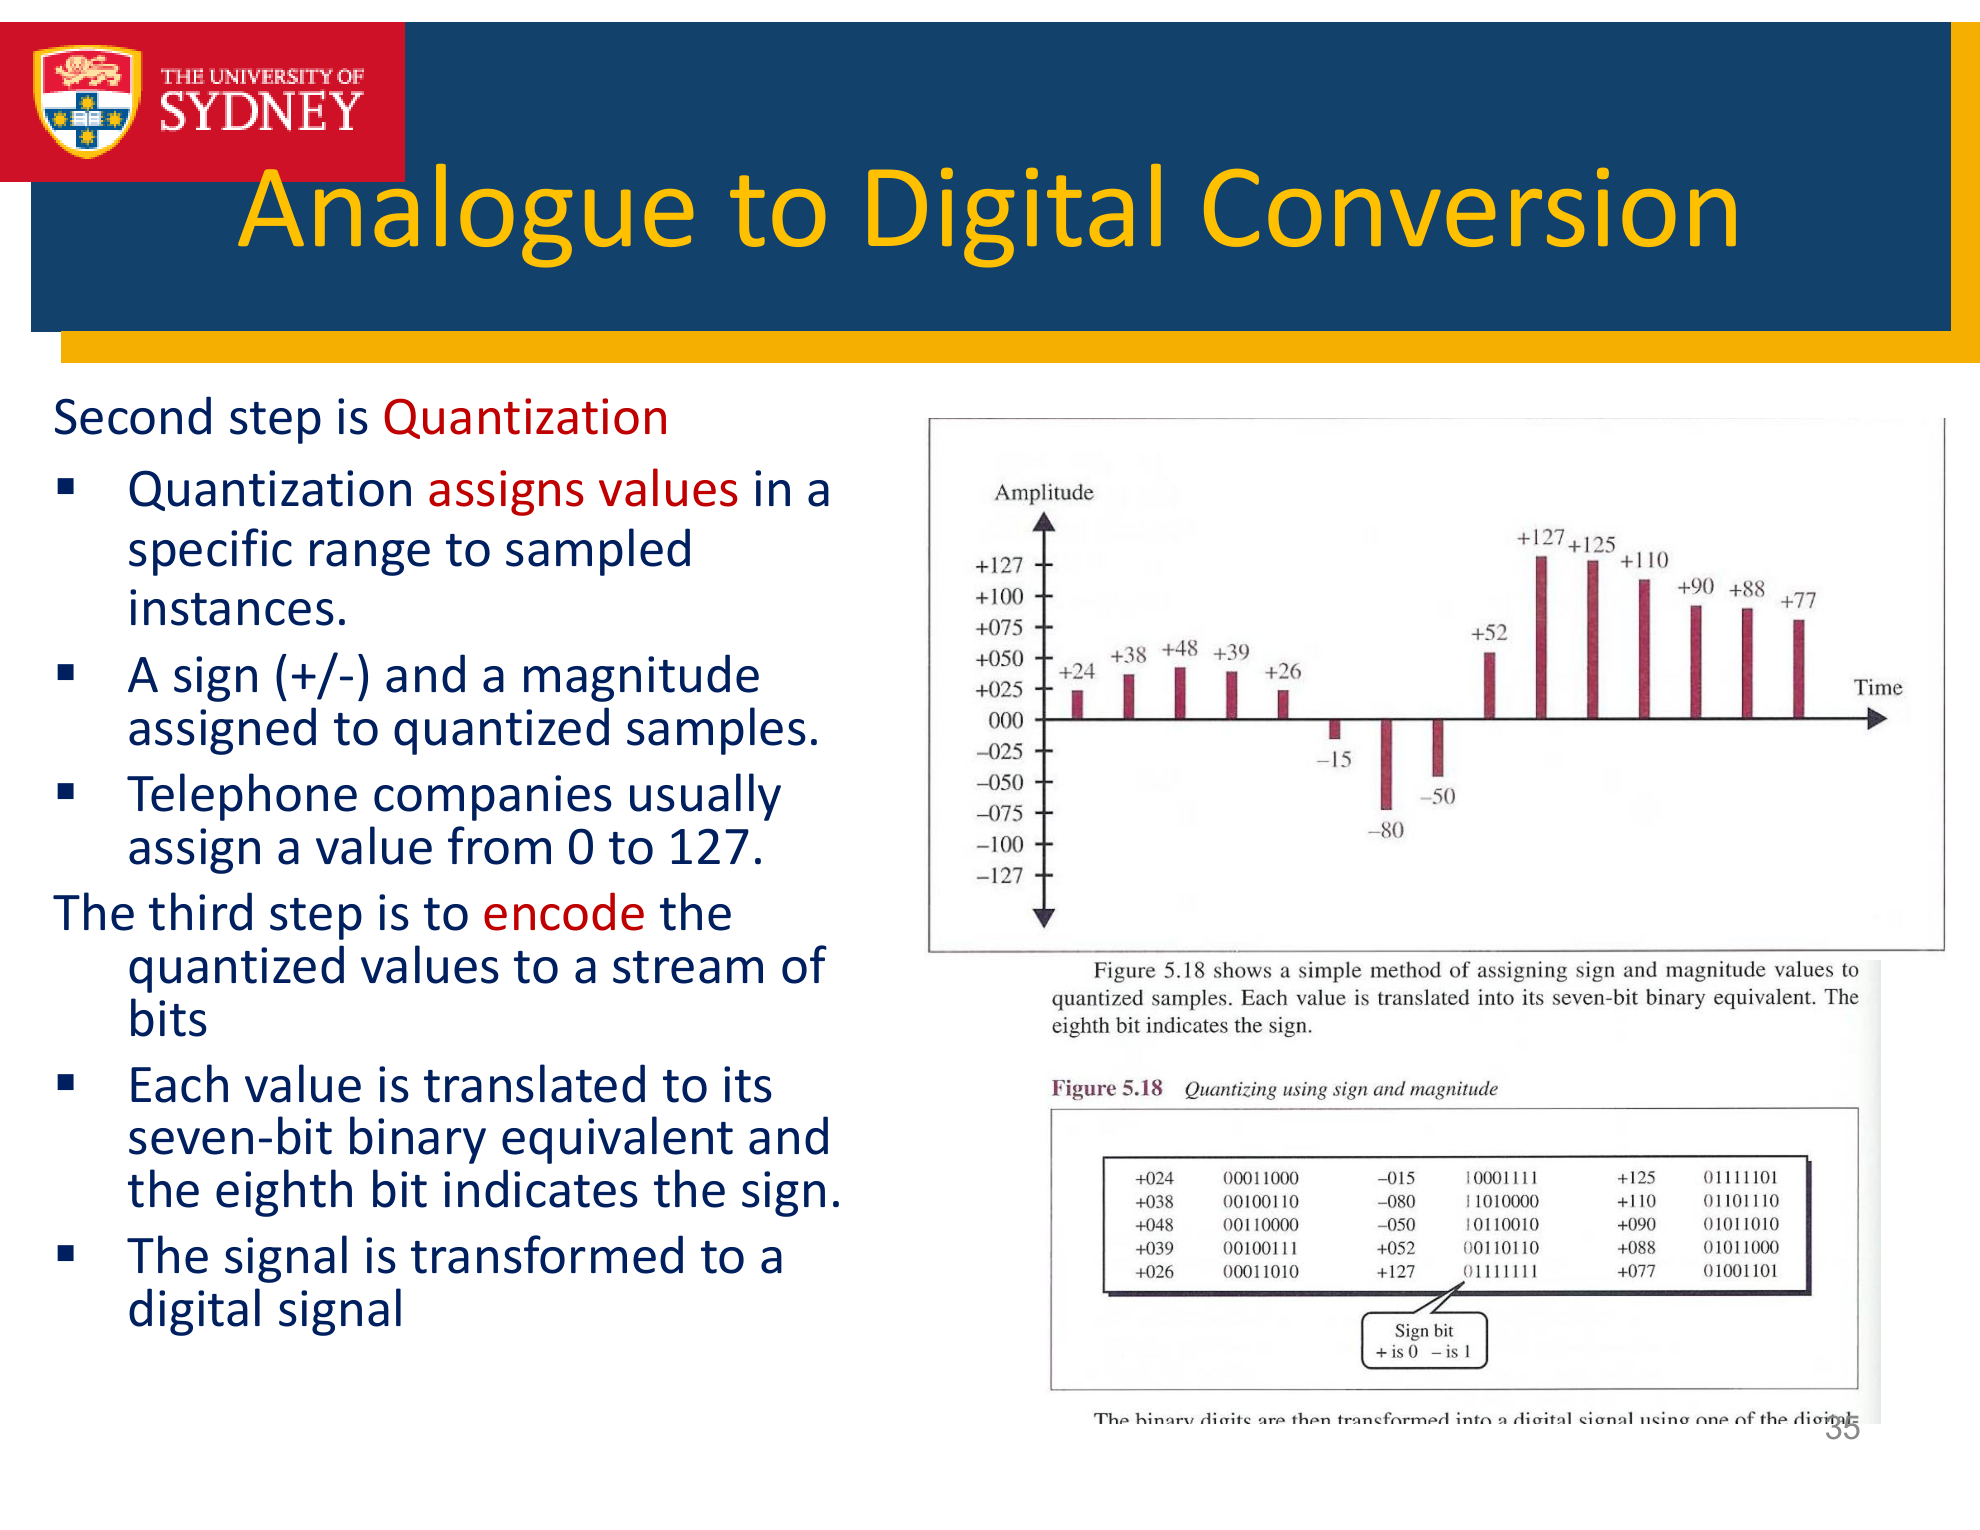 THE UNIVERSITY OF
SYDNEY
Analogue to Digital Conversion
Second step is Quantization
▪ Quantization assigns values in a
specific range to sampled
instances.
▪ A sign (+/-) and a magnitude
assigned to quantized samples.
▪ Telephone companies usually
assign a value from 0 to 127.
The third step is to encode the
quantized values to a stream of
bits
▪ Each value is translated to its
seven-bit binary equivalent and
the eighth bit indicates the sign.
▪ The signal is transformed to a
digital signal
Amplitude
+127
+100
+075
+050
+025
000
−025
−050
−075
−100
−127
+24
+38
+48
+39
+26
−15
−80
−50
+52
+127
+125
+110
+90
+88
+77
Time
Figure 5.18 shows a simple method of assigning sign and magnitude values to
quantized samples. Each value is translated into its seven-bit binary equivalent. The
eighth bit indicates the sign.
Figure 5.18 Quantizing using sign and magnitude
+024 00011000 −015 10001111 +125 01111101
+038 00100110 −080 11010000 +110 01101110
+048 00110000 −050 10110010 +090 01011010
+039 00100111 +052 00110110 +088 01011000
+026 00011010 +127 01111111 +077 01001101
Sign bit
+ is 0 − is 1
The binary digits are then transformed into a digital signal using one of the digital
35